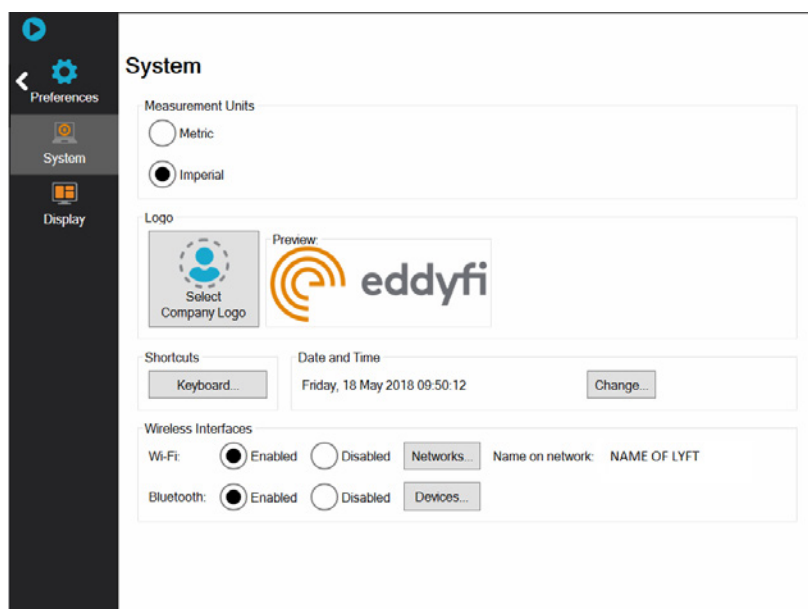 System
Preferences
Measurement Units
Metric
Imperial
System
Display
Logo
Preview:
eddyfi
Select
Company Logo
Shortcuts
Keyboard...
Date and Time
Friday, 18 May 2018 09:50:12
Change...
Wireless Interfaces
Wi-Fi: Enabled Disabled Networks... Name on network: NAME OF LYFT
Bluetooth: Enabled Disabled Devices...